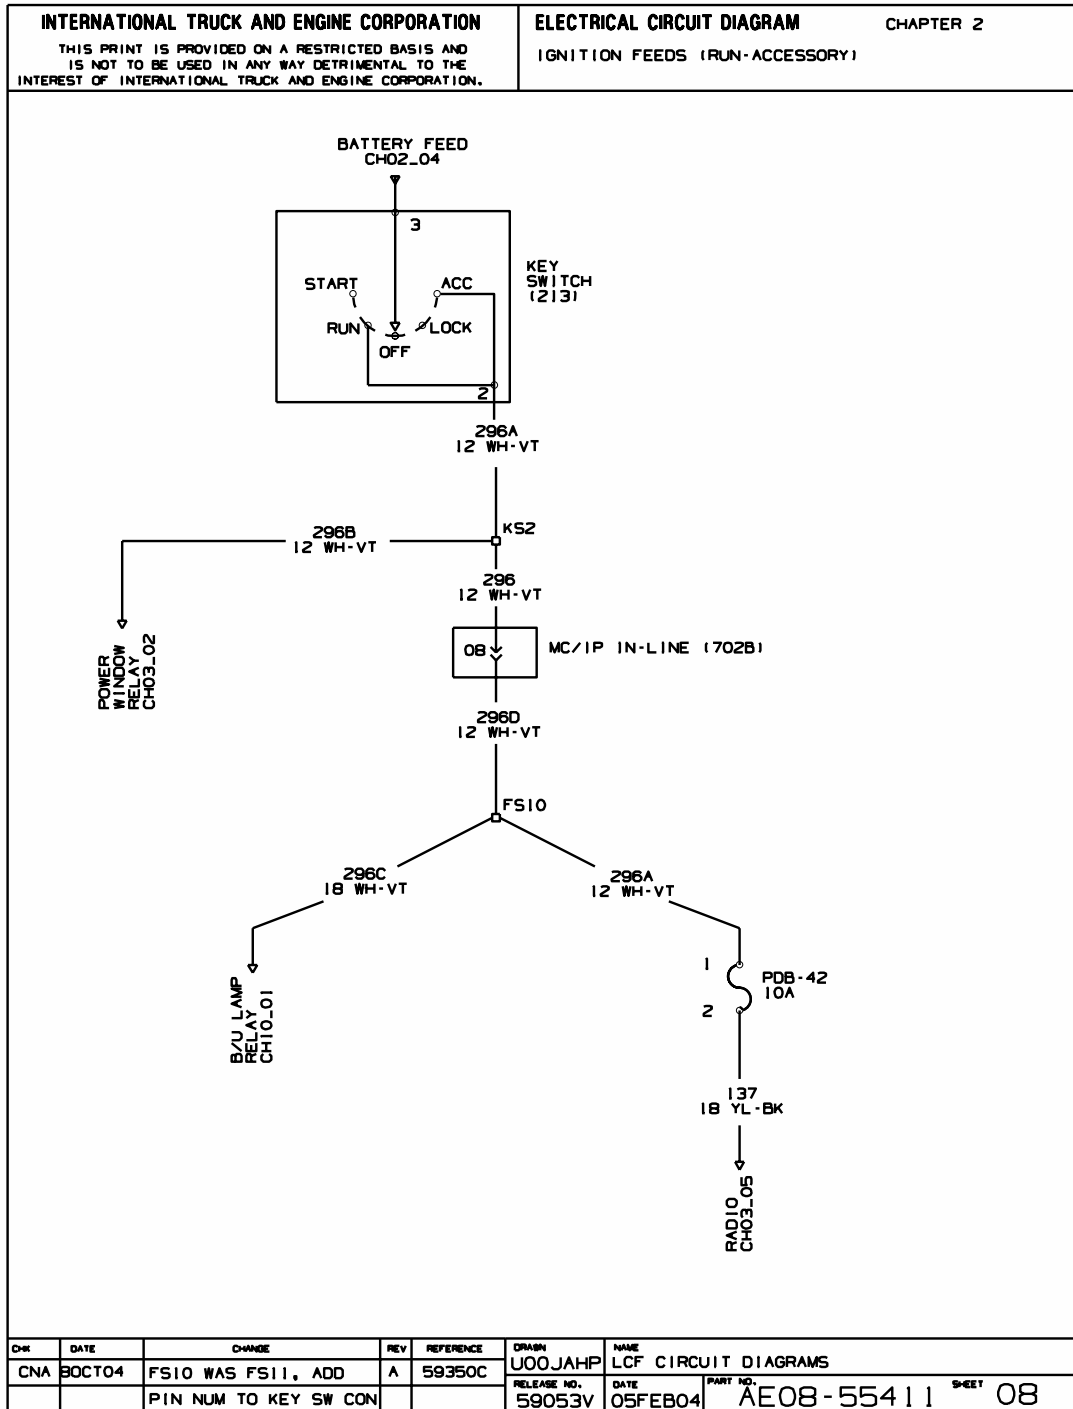 INTERNATIONAL TRUCK AND ENGINE CORPORATION
THIS PRINT IS PROVIDED ON A RESTRICTED BASIS AND
IS NOT TO BE USED IN ANY WAY DETRIMENTAL TO THE
INTEREST OF INTERNATIONAL TRUCK AND ENGINE CORPORATION.
ELECTRICAL CIRCUIT DIAGRAM
CHAPTER 2
IGNITION FEEDS (RUN-ACCESSORY)
BATTERY FEED
CH02_04
3
KEY
SWITCH
(213)
START
ACC
RUN
LOCK
OFF
2
296A
12 WH-VT
KS2
296B
12 WH-VT
296
12 WH-VT
08
MC/IP IN-LINE (702B)
POWER
WINDOW
RELAY
CH03_02
296D
12 WH-VT
FS10
296C
18 WH-VT
296A
12 WH-VT
1
PDB-42
10A
2
B/U LAMP
RELAY
CH10_01
137
18 YL-BK
RADIO
CH03_05
CHK DATE CHANGE REV REFERENCE
CNA 80CT04 FS10 WAS FS11, ADD A 59350C
PIN NUM TO KEY SW CON
DRAWN
U00JAHP
NAME
LCF CIRCUIT DIAGRAMS
RELEASE NO.
59053V
DATE
05FEB04
PART NO.
AE08-55411
SHEET
08